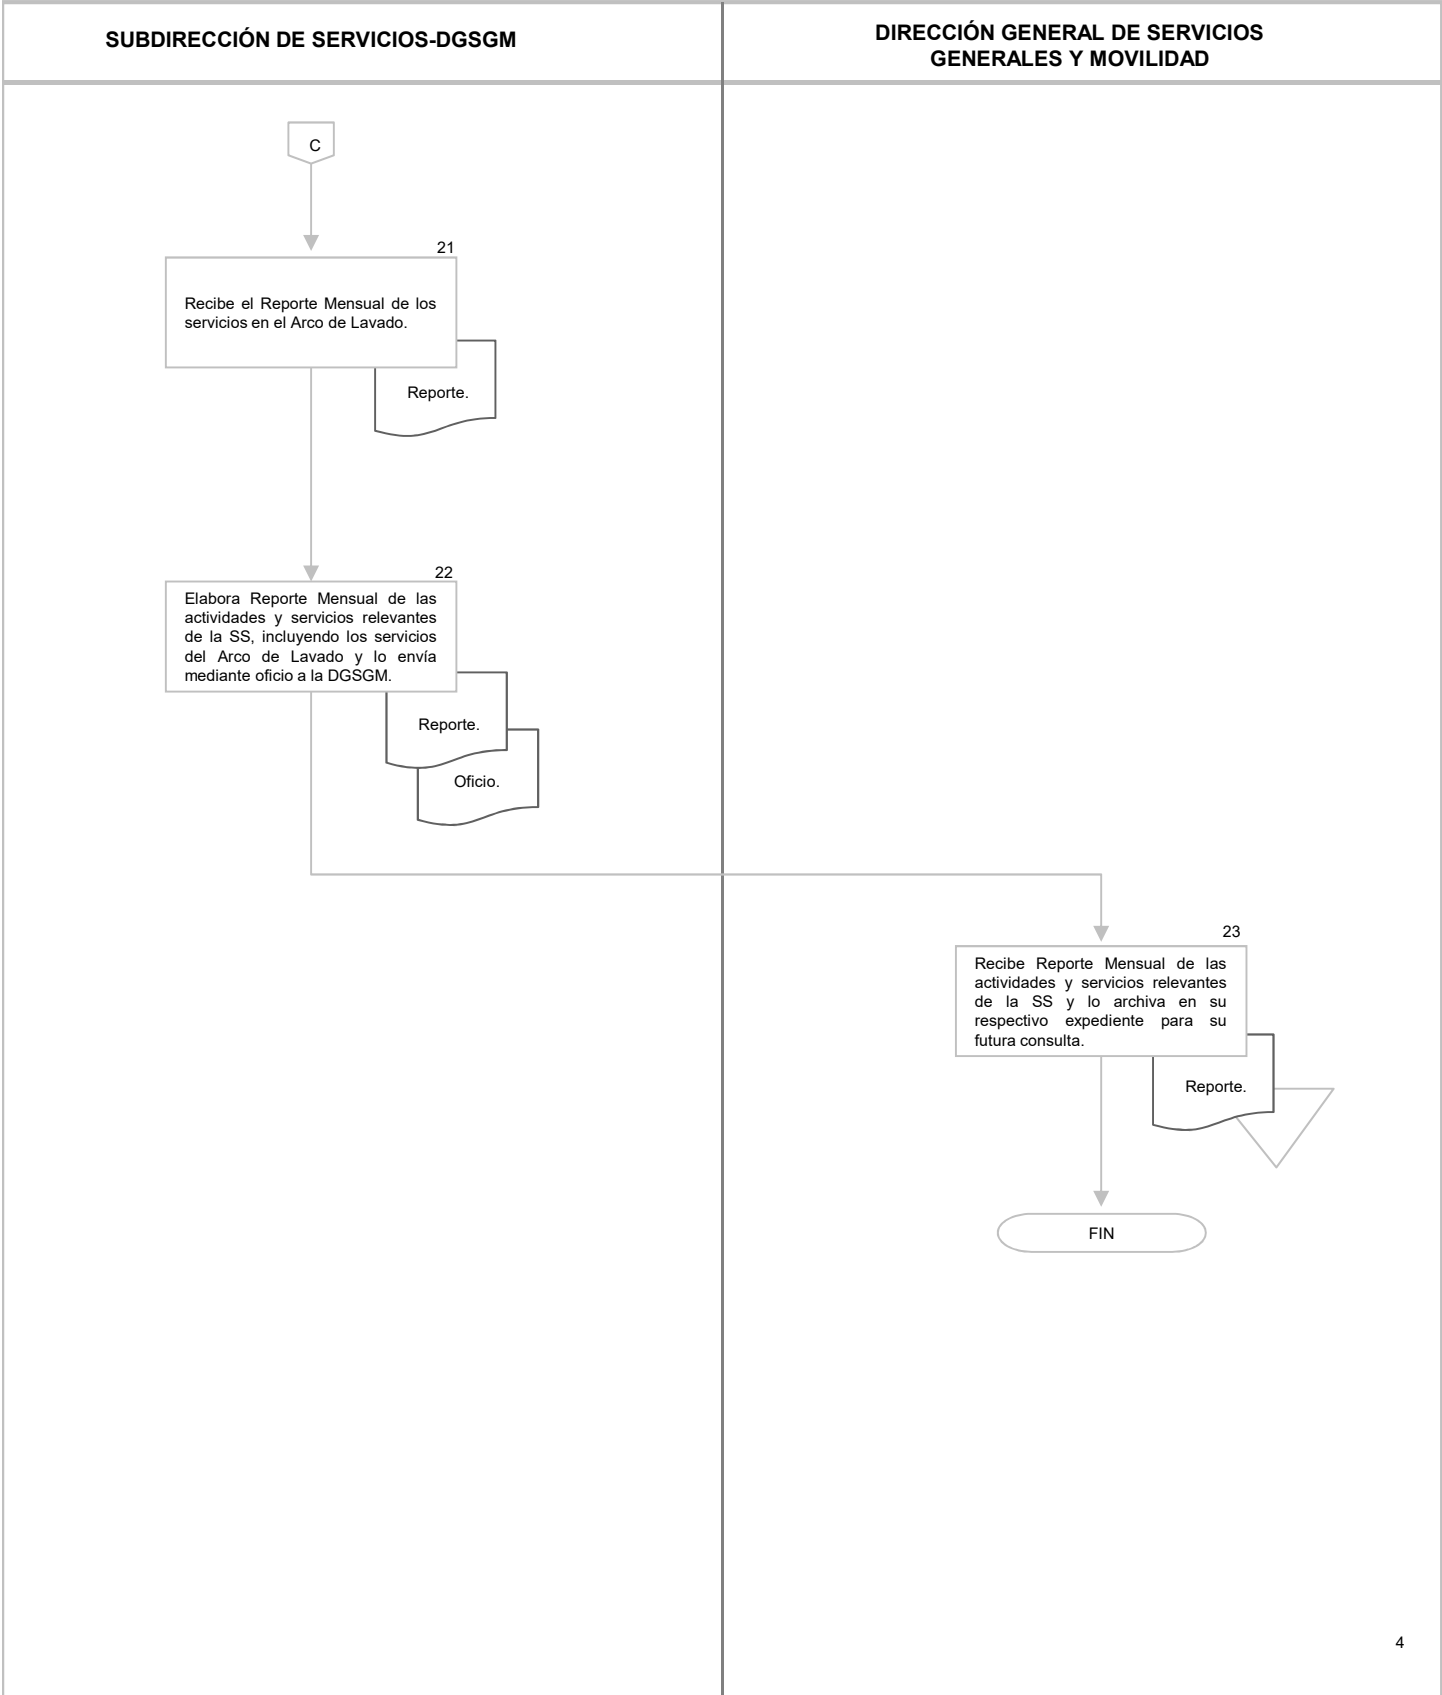 SUBDIRECCIÓN DE SERVICIOS-DGSGM
DIRECCIÓN GENERAL DE SERVICIOS
GENERALES Y MOVILIDAD
C
21
Recibe el Reporte Mensual de los
servicios en el Arco de Lavado.
Reporte.
22
Elabora Reporte Mensual de las
actividades y servicios relevantes
de la SS, incluyendo los servicios
del Arco de Lavado y lo envía
mediante oficio a la DGSGM.
Reporte.
Oficio.
23
Recibe Reporte Mensual de las
actividades y servicios relevantes
de la SS y lo archiva en su
respectivo expediente para su
futura consulta.
Reporte.
FIN
4